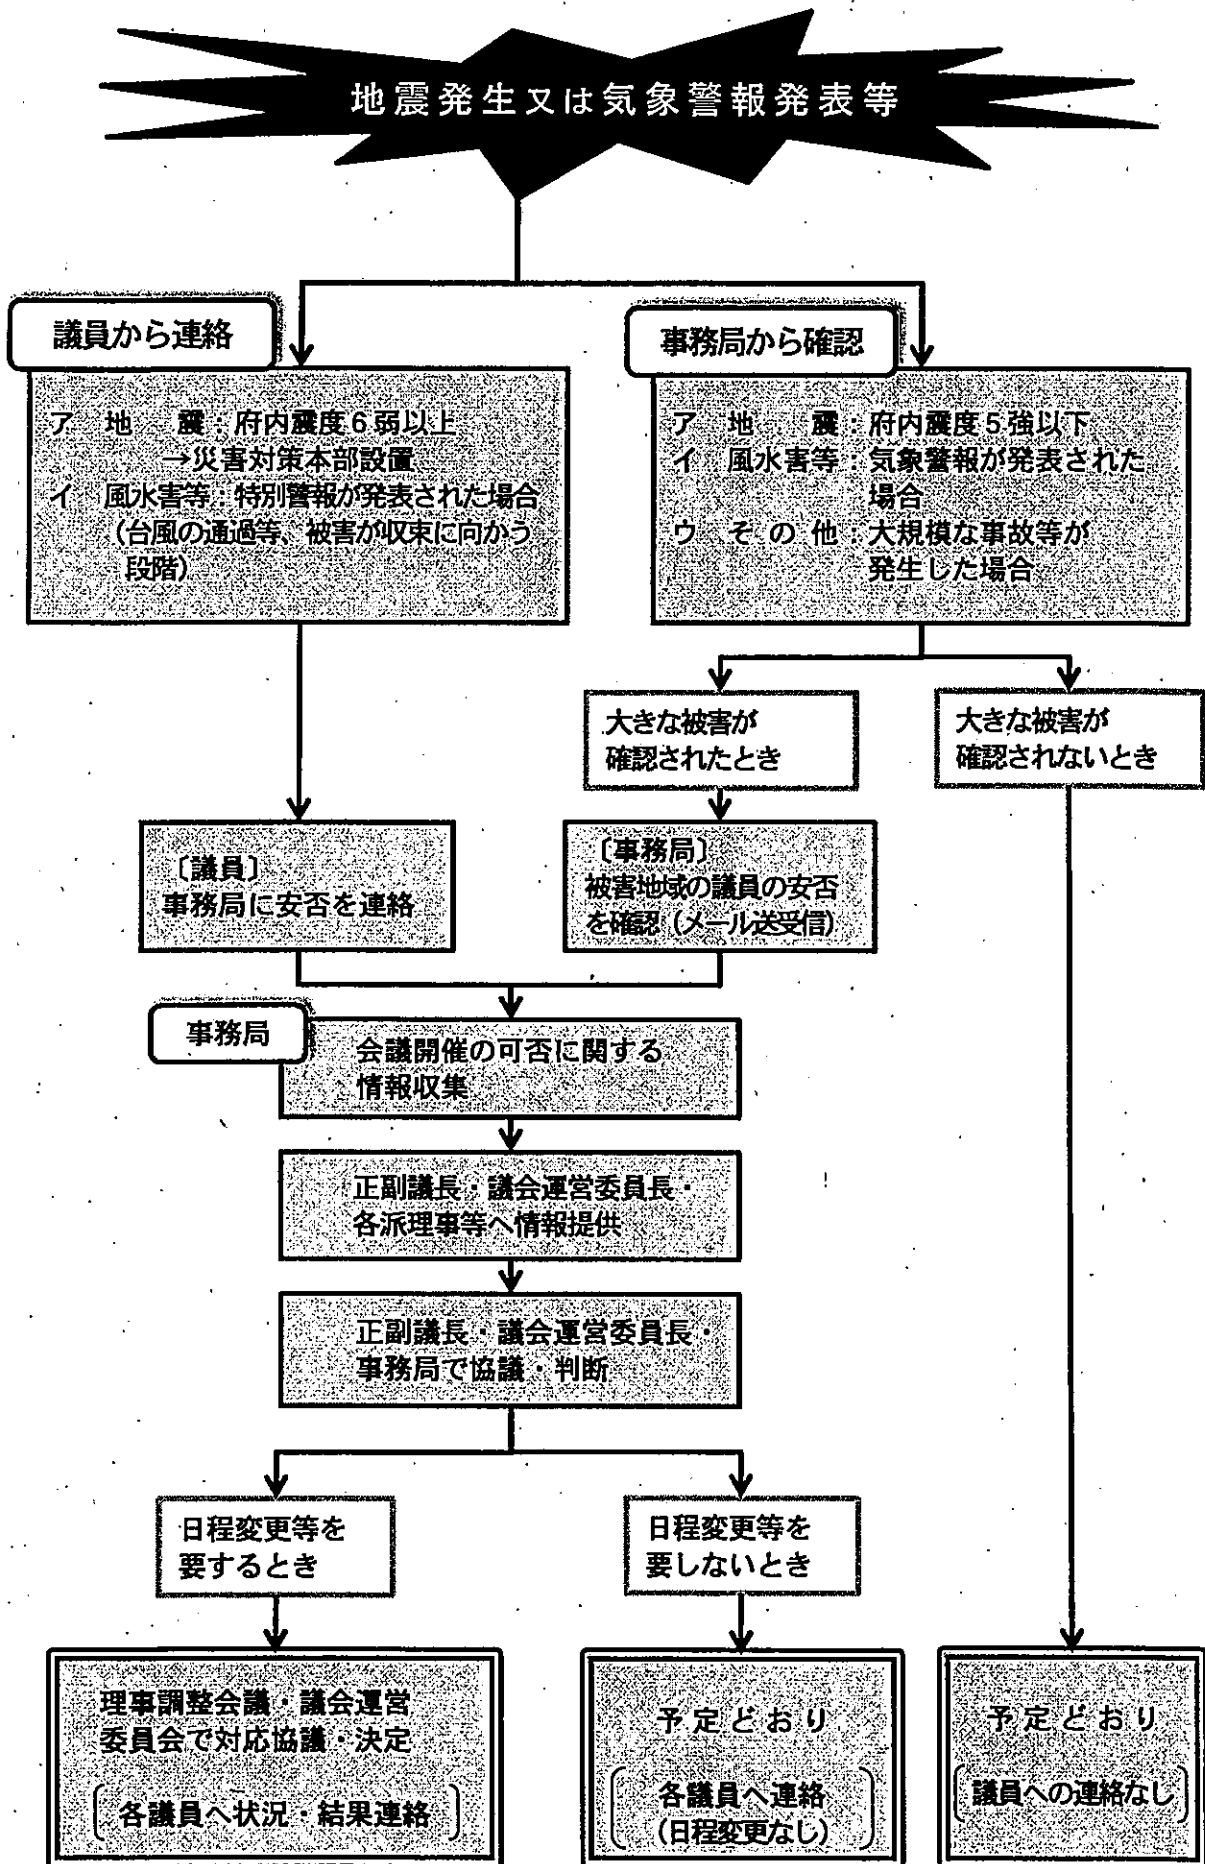 地震発生又は気象警報発表等
議員から連絡
ア 地 震：府内震度6弱以上
→災害対策本部設置
イ 風水害等：特別警報が発表された場合
（台風の通過等、被害が収束に向かう
段階）
事務局から確認
ア 地 震：府内震度5強以下
イ 風水害等：気象警報が発表された
場合
ウ そ の 他：大規模な事故等が
発生した場合
大きな被害が
確認されたとき
大きな被害が
確認されないとき
〔議員〕
事務局に安否を連絡
〔事務局〕
被害地域の議員の安否
を確認（メール送受信）
事務局
会議開催の可否に関する
情報収集
正副議長・議会運営委員長・
各派理事等へ情報提供
正副議長・議会運営委員長・
事務局で協議・判断
日程変更等を
要するとき
日程変更等を
要しないとき
理事調整会議・議会運営
委員会で対応協議・決定
〔各議員へ状況・結果連絡〕
予定どおり
〔各議員へ連絡
（日程変更なし）〕
予定どおり
〔議員への連絡なし〕